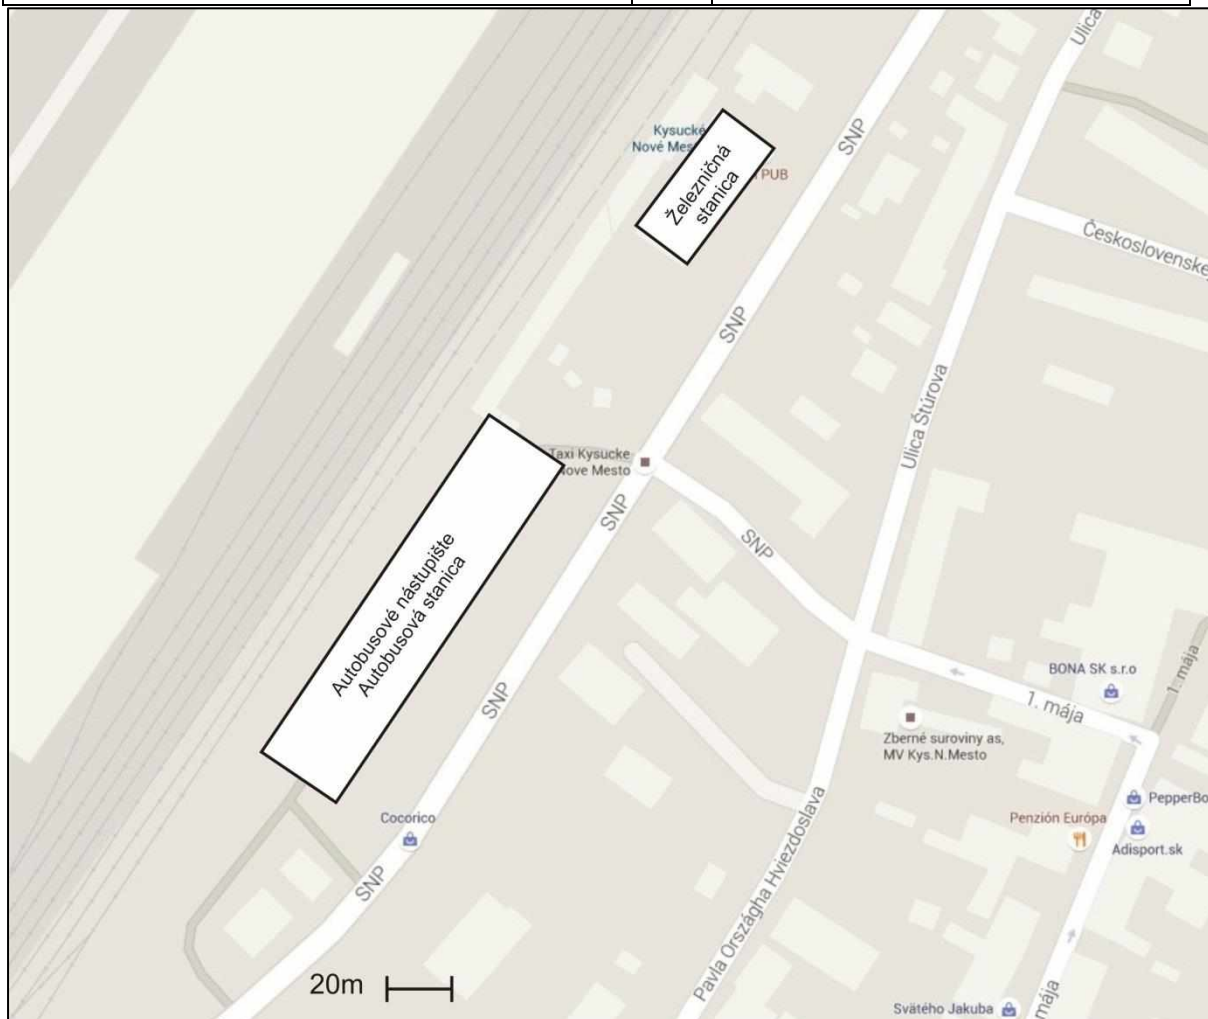 Ulica
Kysucké
Nové Mes
Železničná
stanica
PUB
SNP
Československej
SNP
Ulica Štúrova
Taxi Kysucke
Nove Mesto
SNP
SNP
Autobusové nástupište
Autobusová stanica
1. mája
BONA SK s.r.o
SNP
1. mája
Zberné suroviny as,
MV Kys.N.Mesto
PepperBo
Cocorico
Penzión Európa
Adisport.sk
SNP
Pavla Országha Hviezdoslava
20m
Svätého Jakuba
mája